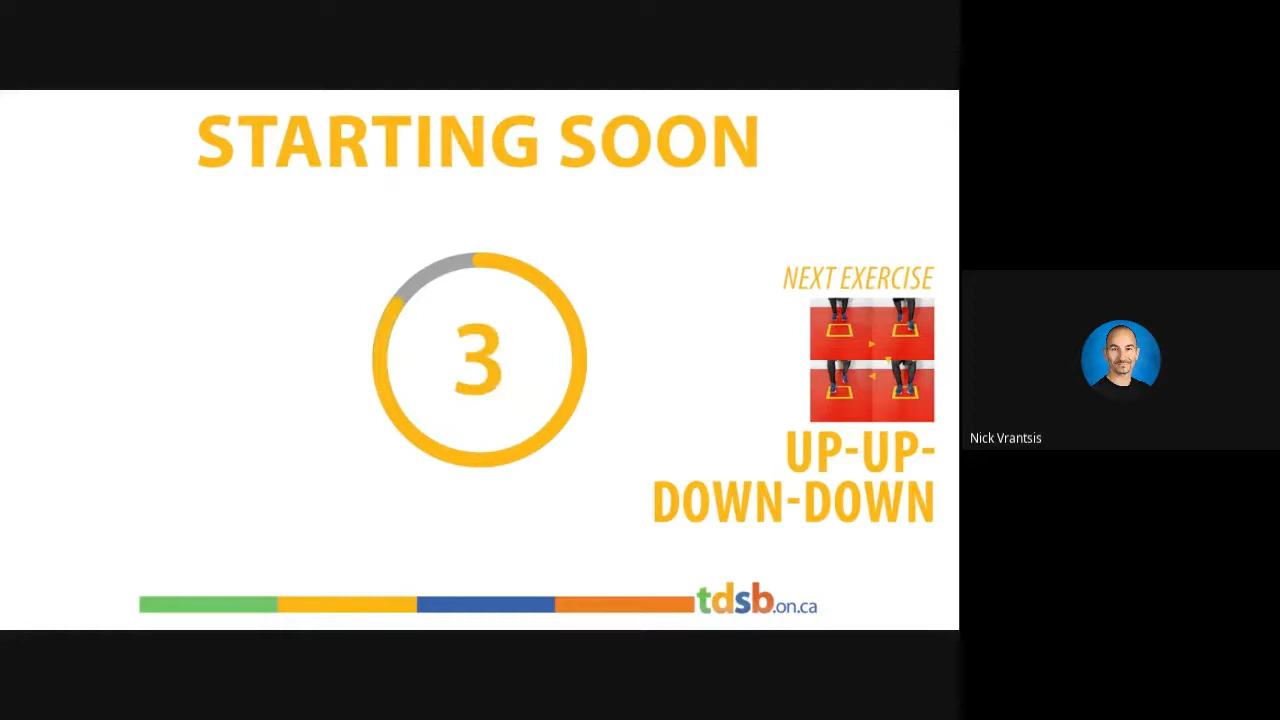 STARTING SOON
3
NEXT EXERCISE
UP-UP-
DOWN-DOWN
tdsb.on.ca
Nick Vrantsis